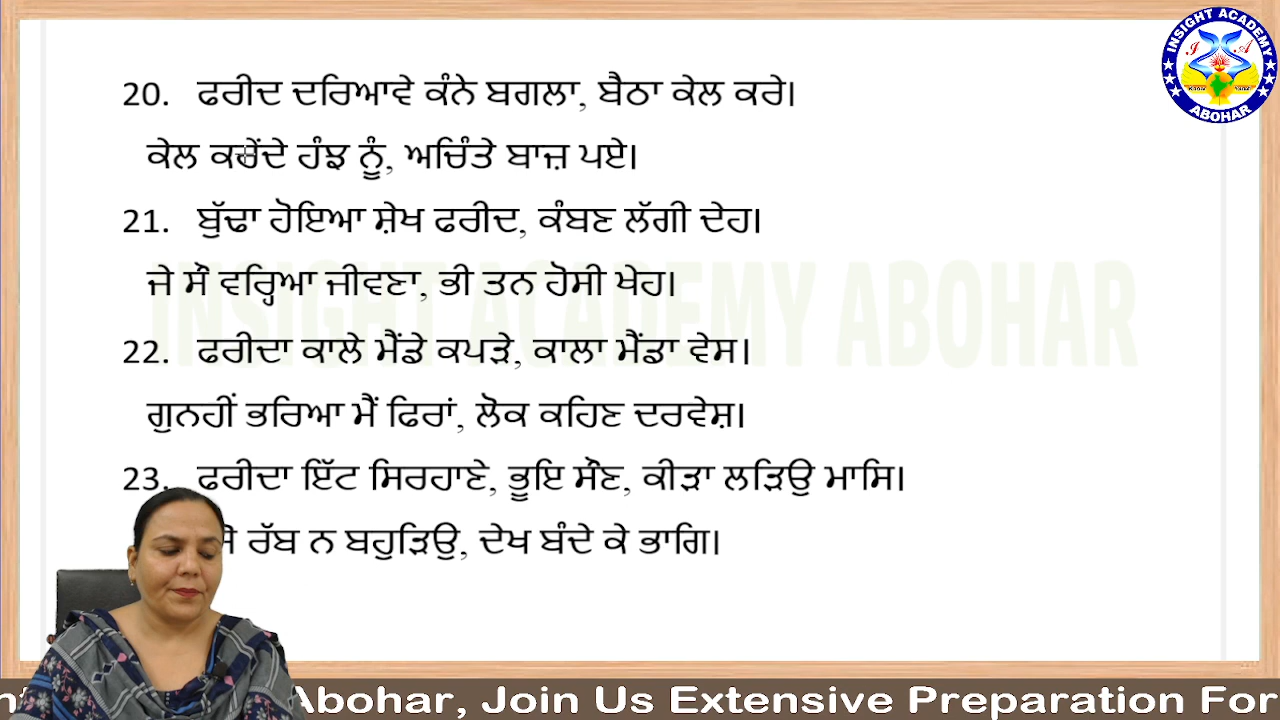 INSIGHT ACADEMY
I A
ABOHAR
20. ਫਰੀਦ ਦਰਿਆਵੇ ਕੰਨੇ ਬਗਲਾ, ਬੈਠਾ ਕੇਲ ਕਰੇ।
ਕੇਲ ਕਰੇਂਦੇ ਹੰਝ ਨੂੰ, ਅਚਿੰਤੇ ਬਾਜ਼ ਪਏ।
21. ਬੁੱਢਾ ਹੋਇਆ ਸ਼ੇਖ ਫਰੀਦ, ਕੰਬਣ ਲੱਗੀ ਦੇਹ।
ਜੇ ਸੌ ਵਰ੍ਹਿਆ ਜੀਵਣਾ, ਭੀ ਤਨ ਹੋਸੀ ਖੇਹ।
INSIGHT ACADEMY ABOHAR
22. ਫਰੀਦਾ ਕਾਲੇ ਮੈਂਡੇ ਕਪੜੇ, ਕਾਲਾ ਮੈਂਡਾ ਵੇਸ।
ਗੁਨਹੀਂ ਭਰਿਆ ਮੈਂ ਫਿਰਾਂ, ਲੋਕ ਕਹਿਣ ਦਰਵੇਸ਼।
23. ਫਰੀਦਾ ਇੱਟ ਸਿਰਹਾਣੇ, ਭੂਇ ਸੌਣ, ਕੀੜਾ ਲੜਿਉ ਮਾਸਿ।
ਰੱਬ ਨ ਬਹੁੜਿਉ, ਦੇਖ ਬੰਦੇ ਕੇ ਭਾਗਿ।
Abohar, Join Us Extensive Preparation For